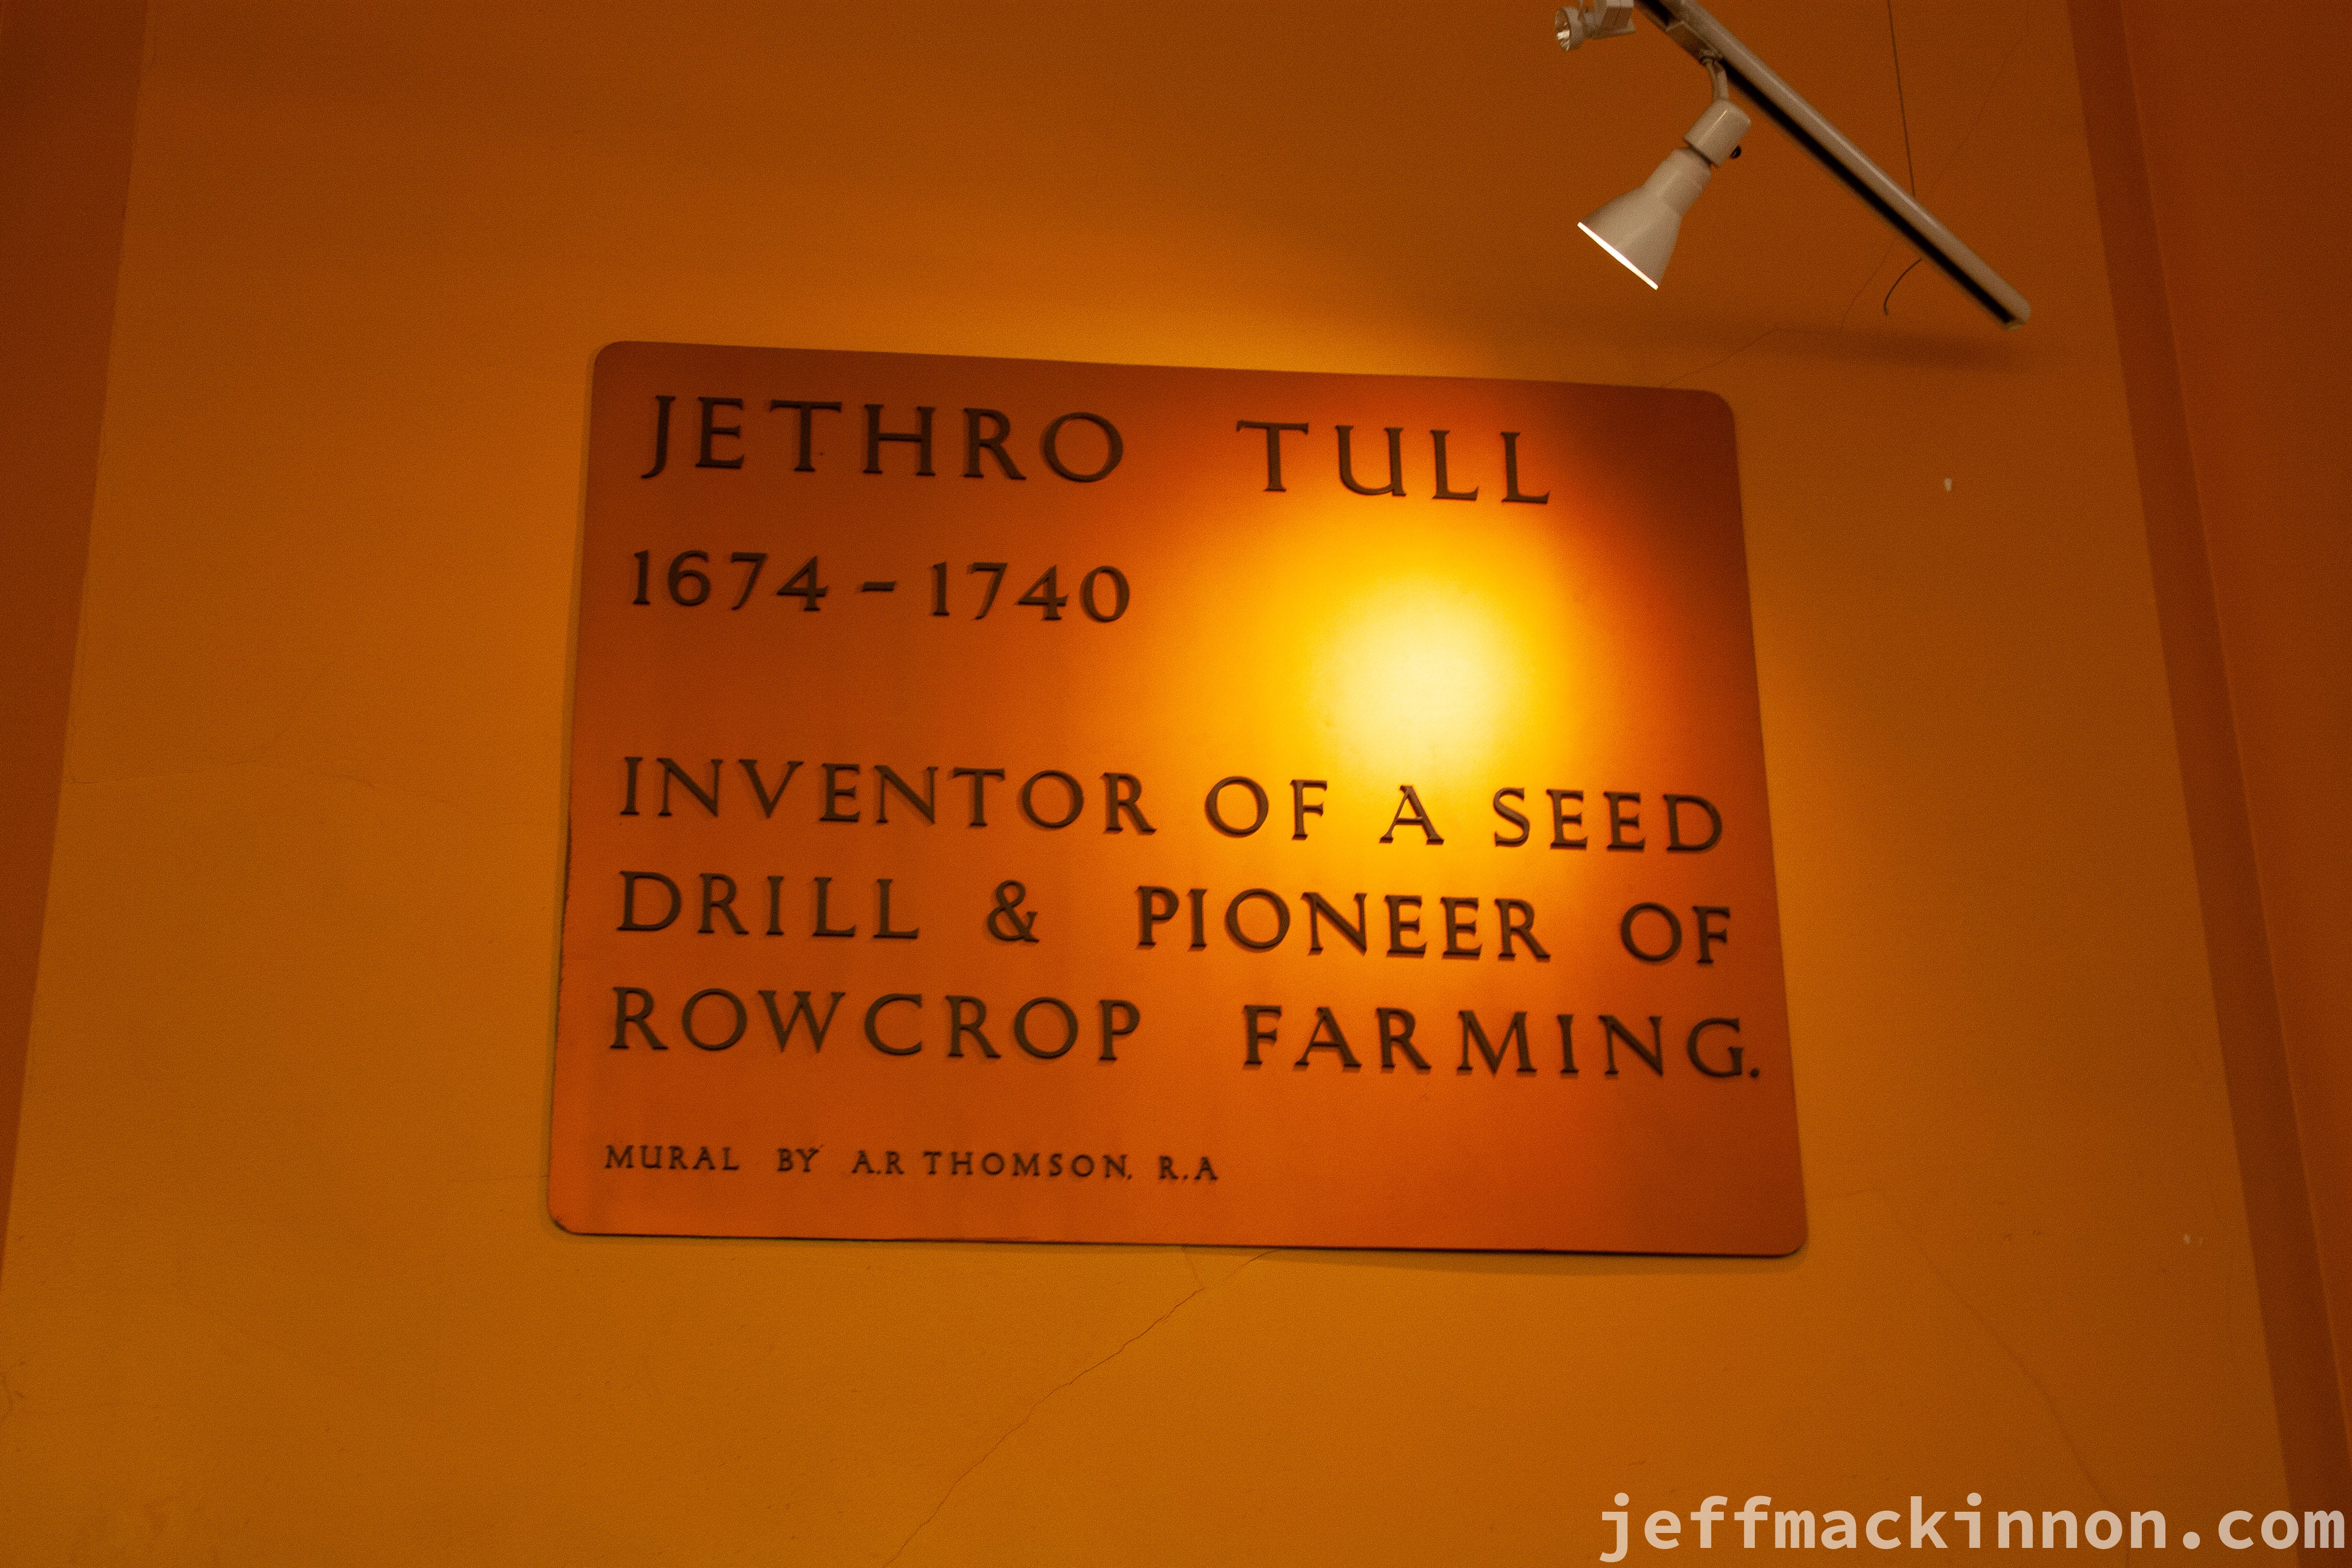 JETHRO TULL
1674 - 1740
INVENTOR OF A SEED
DRILL & PIONEER OF
ROWCROP FARMING.
MURAL BY A.R THOMSON, R.A
jeffmackinnon.com